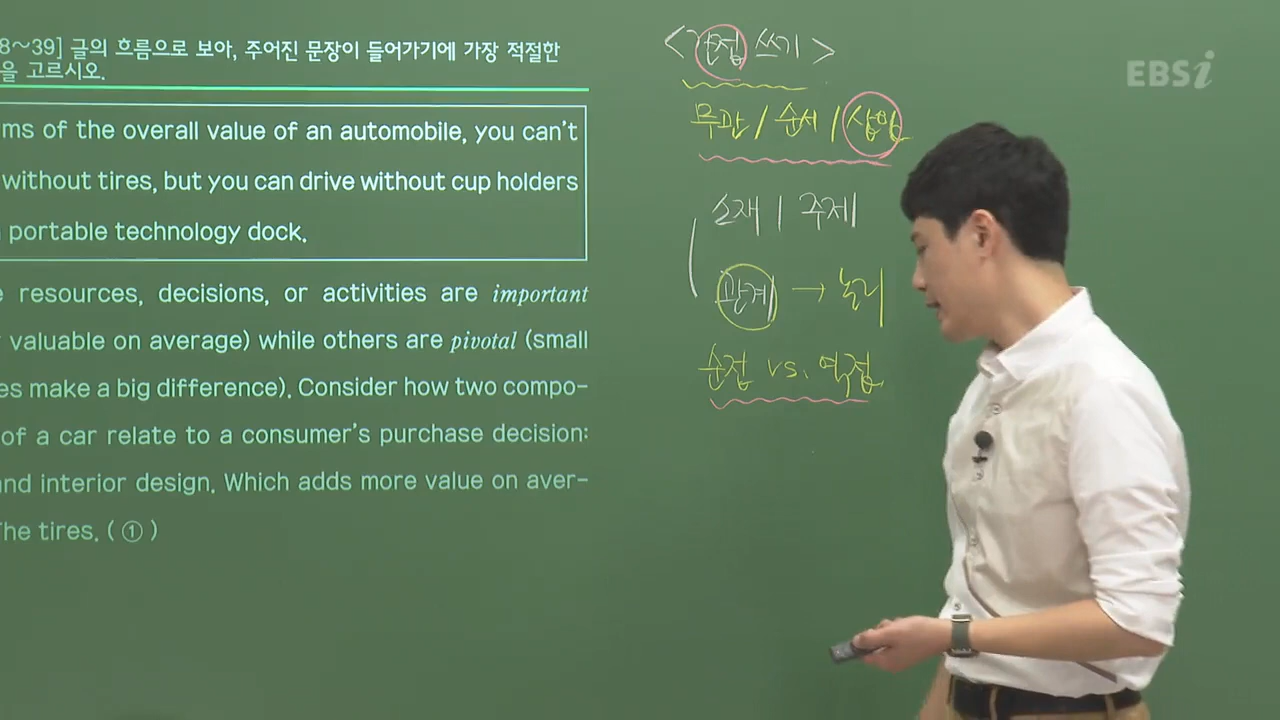 8~39] 글의 흐름으로 보아, 주어진 문장이 들어가기에 가장 적절한
을 고르시오.
ms of the overall value of an automobile, you can't
without tires, but you can drive without cup holders
portable technology dock.
resources, decisions, or activities are important
valuable on average) while others are pivotal (small
es make a big difference). Consider how two compo-
of a car relate to a consumer's purchase decision:
and interior design. Which adds more value on aver-
The tires. ( ① )
<간접 쓰기>
무관 / 순서 / 삽입
소재 / 주제
관계 → 논리
순접 vs. 역접
EBSi